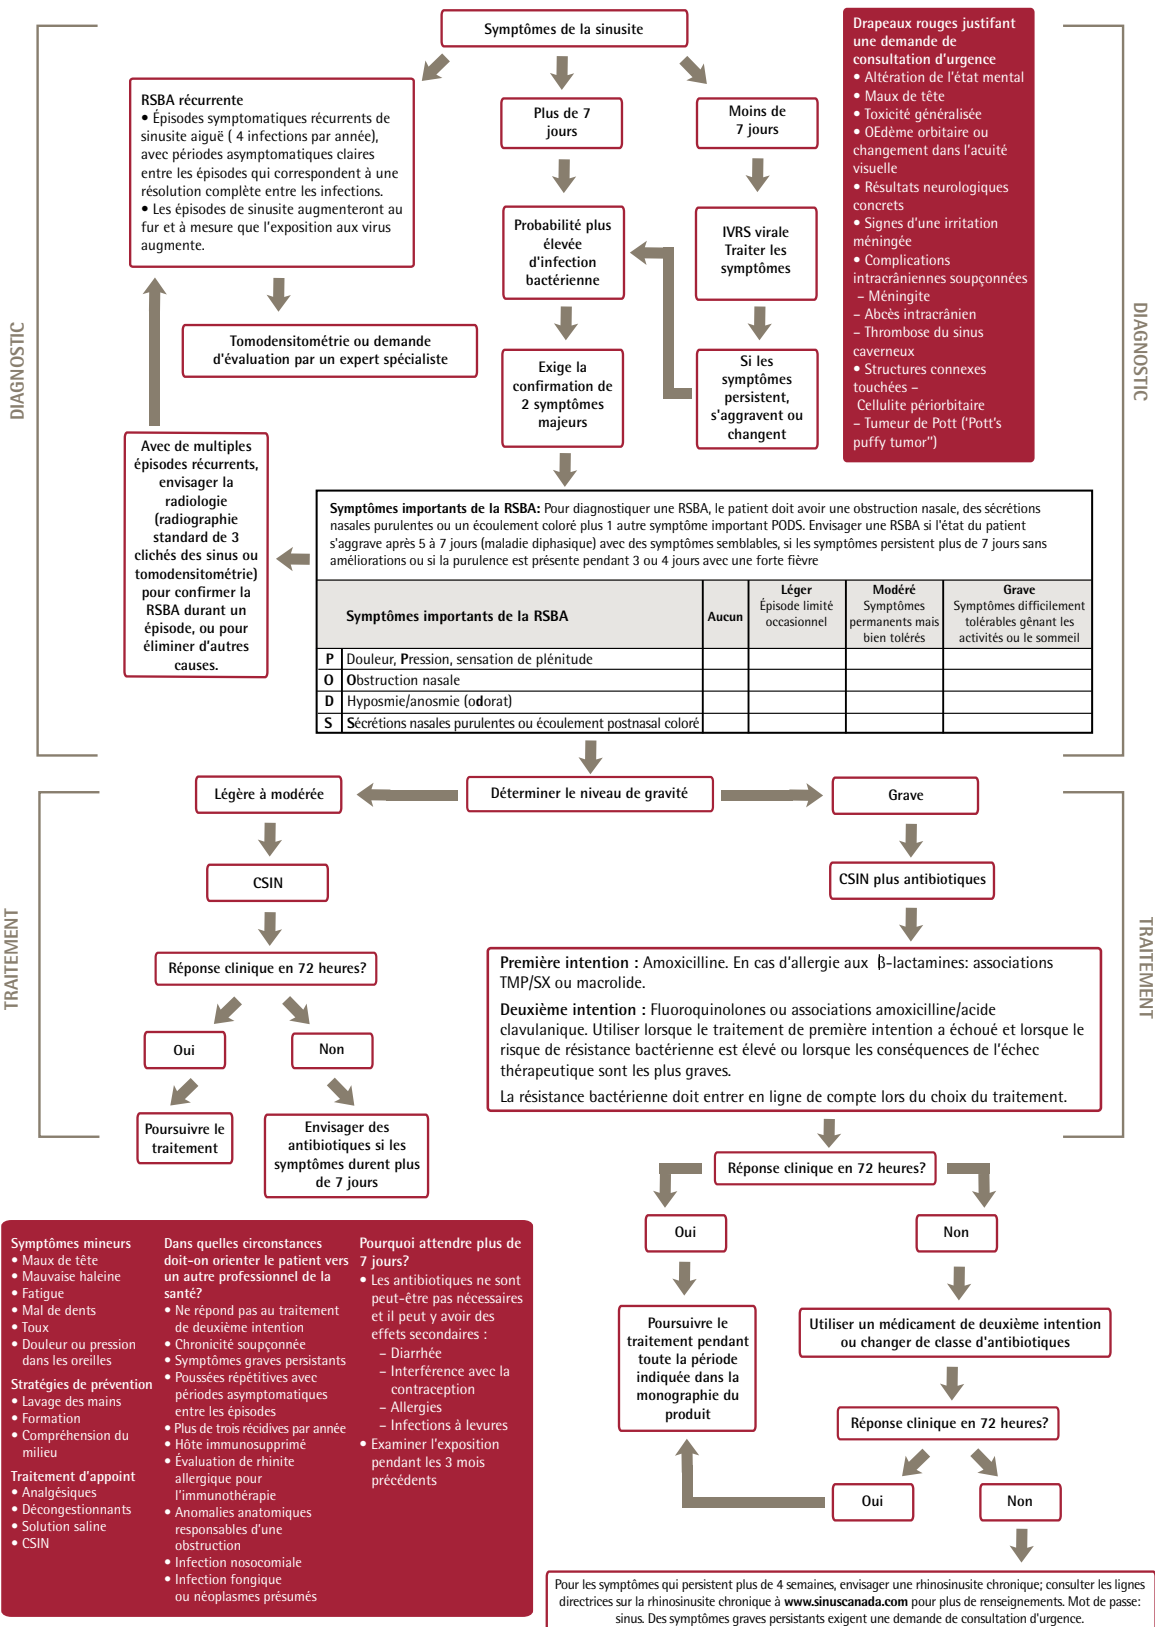 Symptômes de la sinusite
RSBA récurrente
• Épisodes symptomatiques récurrents de
sinusite aiguë ( 4 infections par année),
avec périodes asymptomatiques claires
entre les épisodes qui correspondent à une
résolution complète entre les infections.
• Les épisodes de sinusite augmenteront au
fur et à mesure que l'exposition aux virus
augmente.
Plus de 7
jours
Moins de
7 jours
Drapeaux rouges justifant
une demande de
consultation d'urgence
• Altération de l'état mental
• Maux de tête
• Toxicité généralisée
• OEdème orbitaire ou
changement dans l'acuité
visuelle
• Résultats neurologiques
concrets
• Signes d'une irritation
méningée
• Complications
intracrâniennes soupçonnées
– Méningite
– Abcès intracrânien
– Thrombose du sinus
caverneux
• Structures connexes
touchées –
Cellulite périorbitaire
– Tumeur de Pott ('Pott's
puffy tumor")
Probabilité plus
élevée
d'infection
bactérienne
IVRS virale
Traiter les
symptômes
Tomodensitométrie ou demande
d'évaluation par un expert spécialiste
Exige la
confirmation de
2 symptômes
majeurs
Si les
symptômes
persistent,
s'aggravent ou
changent
DIAGNOSTIC
DIAGNOSTIC
Avec de multiples
épisodes récurrents,
envisager la
radiologie
(radiographie
standard de 3
clichés des sinus ou
tomodensitométrie)
pour confirmer la
RSBA durant un
épisode, ou pour
éliminer d'autres
causes.
Symptômes importants de la RSBA: Pour diagnostiquer une RSBA, le patient doit avoir une obstruction nasale, des sécrétions
nasales purulentes ou un écoulement coloré plus 1 autre symptôme important PODS. Envisager une RSBA si l'état du patient
s'aggrave après 5 à 7 jours (maladie diphasique) avec des symptômes semblables, si les symptômes persistent plus de 7 jours sans
améliorations ou si la purulence est présente pendant 3 ou 4 jours avec une forte fièvre
Symptômes importants de la RSBA
Aucun
Léger
Épisode limité
occasionnel
Modéré
Symptômes
permanents mais
bien tolérés
Grave
Symptômes difficilement
tolérables gênant les
activités ou le sommeil
P Douleur, Pression, sensation de plénitude
O Obstruction nasale
D Hyposmie/anosmie (odorat)
S Sécrétions nasales purulentes ou écoulement postnasal coloré
Légère à modérée
Déterminer le niveau de gravité
Grave
CSIN
CSIN plus antibiotiques
TRAITEMENT
TRAITEMENT
Réponse clinique en 72 heures?
Oui
Non
Poursuivre le
traitement
Envisager des
antibiotiques si les
symptômes durent plus
de 7 jours
Première intention : Amoxicilline. En cas d'allergie aux β-lactamines: associations
TMP/SX ou macrolide.
Deuxième intention : Fluoroquinolones ou associations amoxicilline/acide
clavulanique. Utiliser lorsque le traitement de première intention a échoué et lorsque le
risque de résistance bactérienne est élevé ou lorsque les conséquences de l'échec
thérapeutique sont les plus graves.
La résistance bactérienne doit entrer en ligne de compte lors du choix du traitement.
Réponse clinique en 72 heures?
Oui
Non
Poursuivre le
traitement pendant
toute la période
indiquée dans la
monographie du
produit
Utiliser un médicament de deuxième intention
ou changer de classe d'antibiotiques
Réponse clinique en 72 heures?
Oui
Non
Symptômes mineurs
• Maux de tête
• Mauvaise haleine
• Fatigue
• Mal de dents
• Toux
• Douleur ou pression
dans les oreilles
Stratégies de prévention
• Lavage des mains
• Formation
• Compréhension du
milieu
Traitement d'appoint
• Analgésiques
• Décongestionnants
• Solution saline
• CSIN
Dans quelles circonstances
doit-on orienter le patient vers
un autre professionnel de la
santé?
• Ne répond pas au traitement
de deuxième intention
• Chronicité soupçonnée
• Symptômes graves persistants
• Poussées répétitives avec
périodes asymptomatiques
entre les épisodes
• Plus de trois récidives par année
• Hôte immunosupprimé
• Évaluation de rhinite
allergique pour
l'immunothérapie
• Anomalies anatomiques
responsables d'une
obstruction
• Infection nosocomiale
• Infection fongique
ou néoplasmes présumés
Pourquoi attendre plus de
7 jours?
• Les antibiotiques ne sont
peut-être pas nécessaires
et il peut y avoir des
effets secondaires :
– Diarrhée
– Interférence avec la
contraception
– Allergies
– Infections à levures
• Examiner l'exposition
pendant les 3 mois
précédents
Pour les symptômes qui persistent plus de 4 semaines, envisager une rhinosinusite chronique; consulter les lignes
directrices sur la rhinosinusite chronique à www.sinuscanada.com pour plus de renseignements. Mot de passe:
sinus. Des symptômes graves persistants exigent une demande de consultation d'urgence.